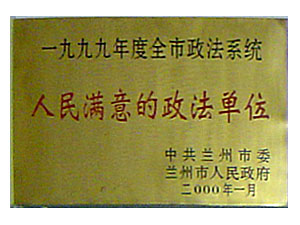 一九九九年度全市政法系统
人民满意的政法单位
中共兰州市委
兰州市人民政府
二000年一月